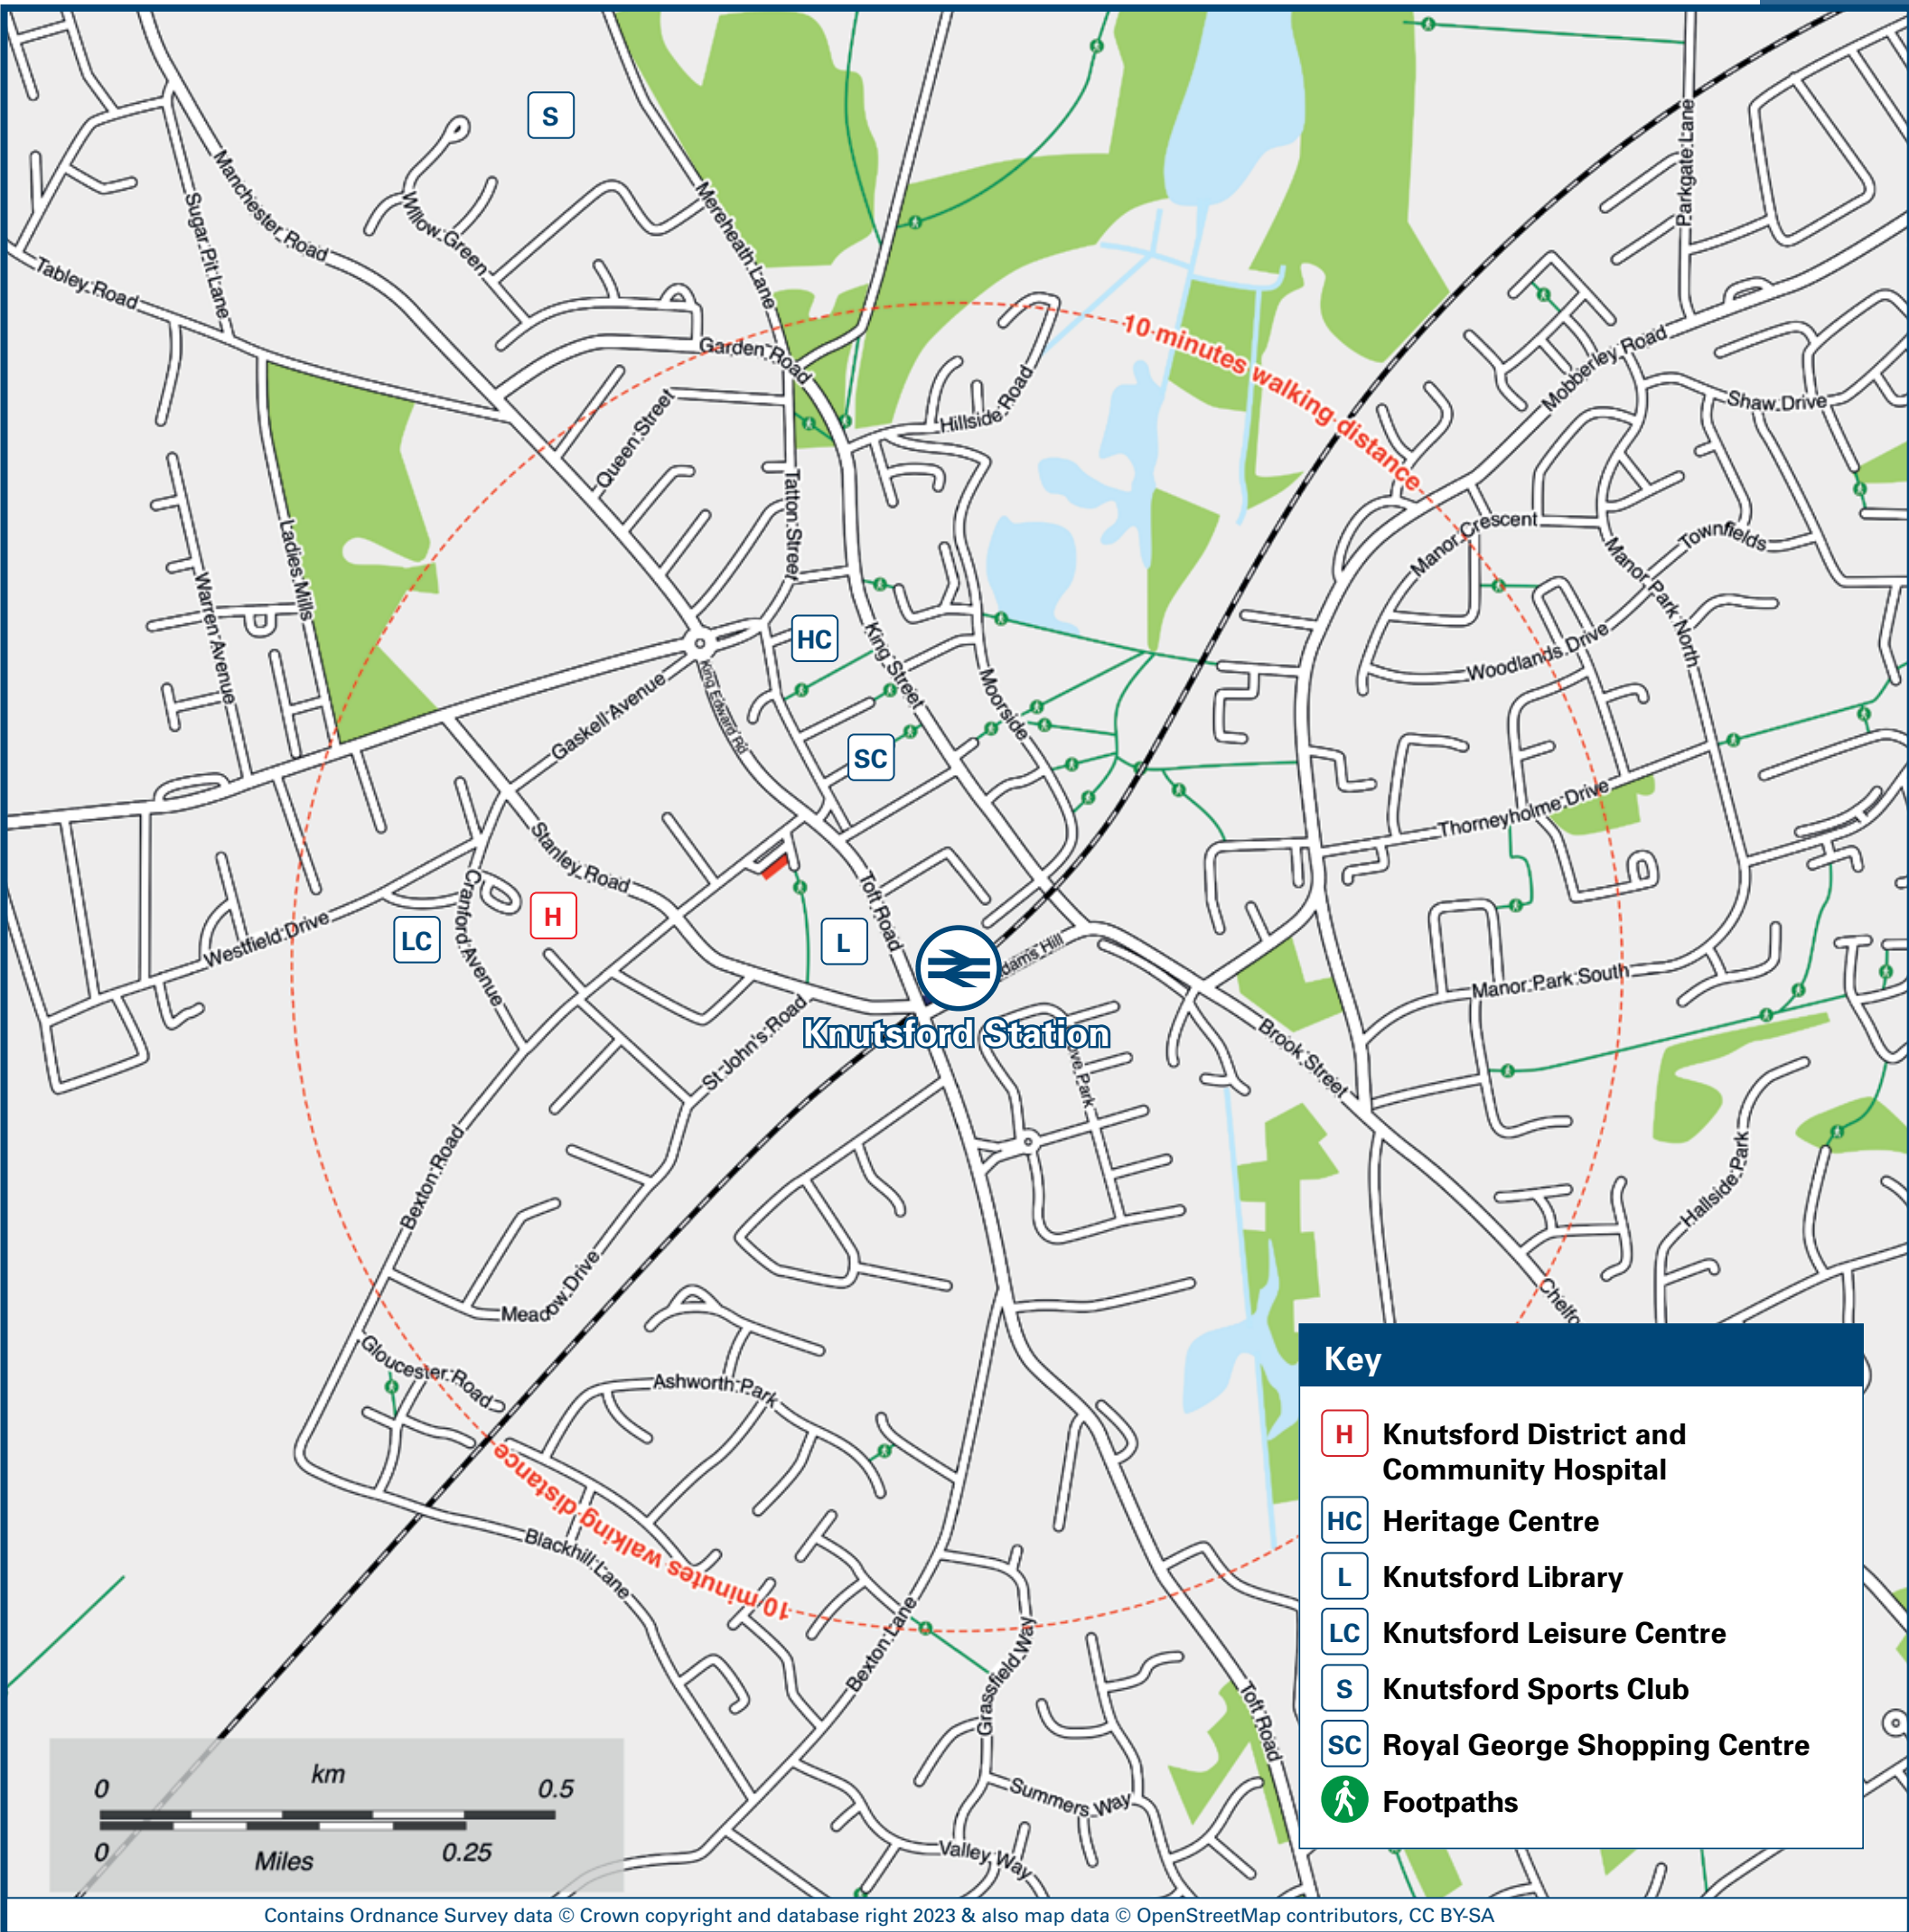 S
Manchester Road
Sugar Pit Lane
Willow Green
Mereheath Lane
Parkgate Lane
Tabley Road
Garden Road
10 minutes walking distance
Mobberley Road
Shaw Drive
Queen Street
Hillside Road
Tatton Street
Ladies Mills
Warren Avenue
Manor Crescent
Townfields
Manor Park North
HC
King Street
Woodlands Drive
King Edward Rd
Gaskell Avenue
Moorside
SC
Thorneyholme Drive
Stanley Road
Cranford Avenue
Toft Road
H
LC
L
Westfield Drive
Adams Hill
Manor Park South
St John's Road
Knutsford Station
Brook Street
ove Park
Bexton Road
Hallside Park
Meadow Drive
Chelfo
Gloucester Road
Ashworth Park
10 minutes walking distance
Blackhill Lane
Bexton Lane
Grassfield Way
Toft Road
Summers Way
Valley Way
Key
H Knutsford District and
Community Hospital
HC Heritage Centre
L Knutsford Library
LC Knutsford Leisure Centre
S Knutsford Sports Club
SC Royal George Shopping Centre
Footpaths
0 km 0.5
0 Miles 0.25
Contains Ordnance Survey data © Crown copyright and database right 2023 & also map data © OpenStreetMap contributors, CC BY-SA